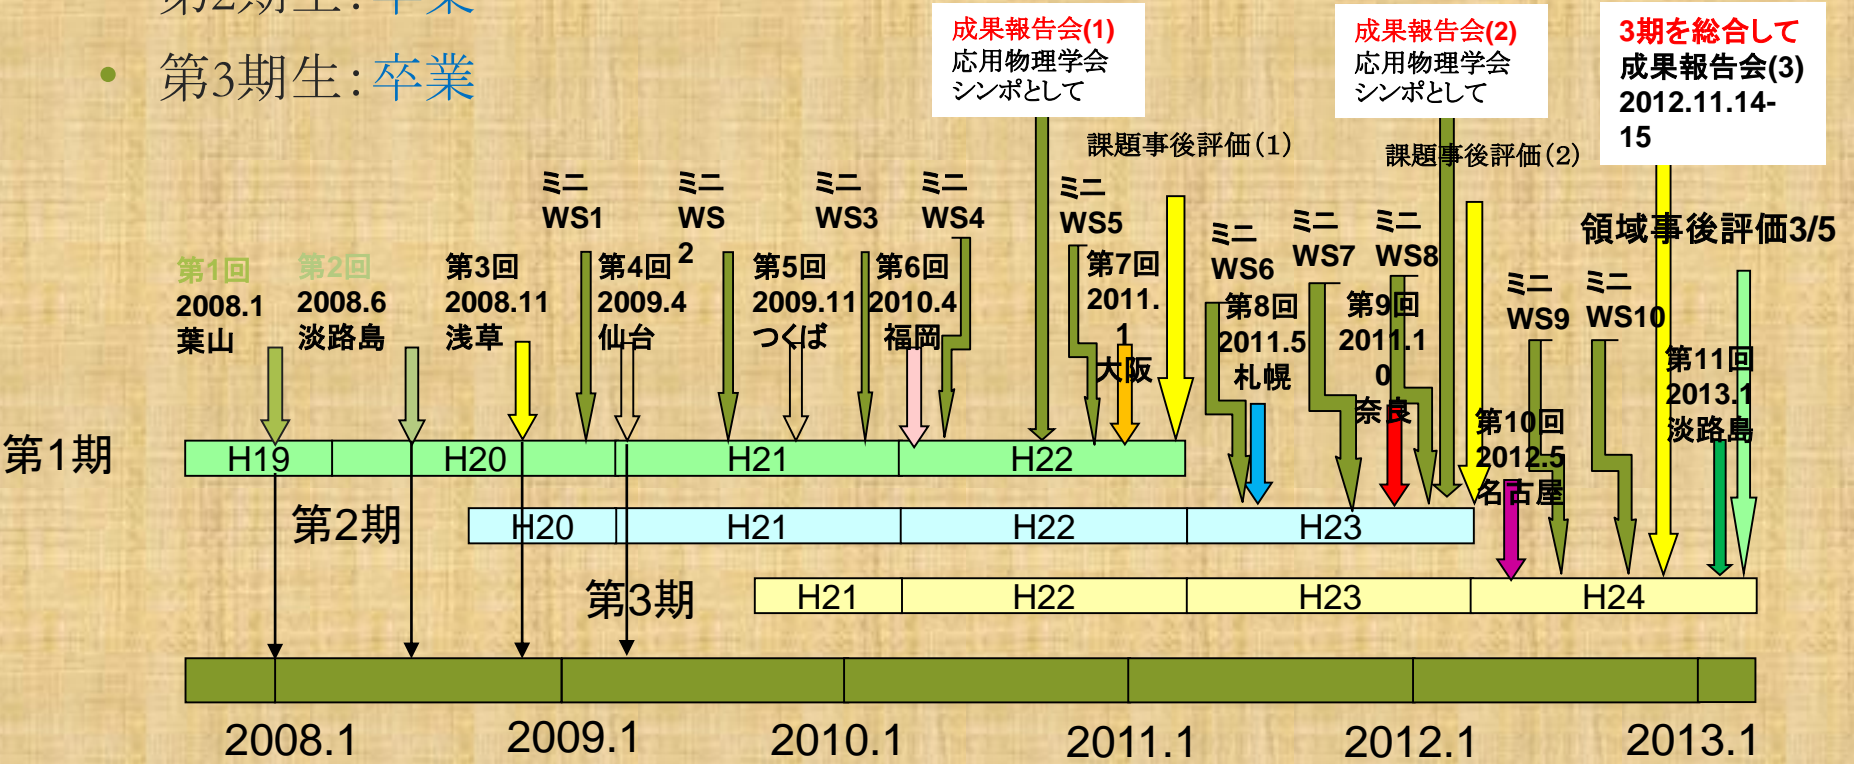 第2期生：卒業
• 第3期生：卒業
成果報告会(1)
応用物理学会
シンポとして
成果報告会(2)
応用物理学会
シンポとして
3期を総合して
成果報告会(3)
2012.11.14-
15
課題事後評価（1）
課題事後評価（2）
領域事後評価3/5
ミニ
WS1
ミニ
WS
2
ミニ
WS3
ミニ
WS4
ミニ
WS5
ミニ
WS6
ミニ
WS7
ミニ
WS8
ミニ
WS9
ミニ
WS10
第1回
2008.1
葉山
第2回
2008.6
淡路島
第3回
2008.11
浅草
第4回
2009.4
仙台
第5回
2009.11
つくば
第6回
2010.4
福岡
第7回
2011.
1
大阪
第8回
2011.5
札幌
第9回
2011.1
0
奈良
第10回
2012.5
名古屋
第11回
2013.1
淡路島
第1期
H19 H20 H21 H22
第2期
H20 H21 H22 H23
第3期
H21 H22 H23 H24
2008.1 2009.1 2010.1 2011.1 2012.1 2013.1